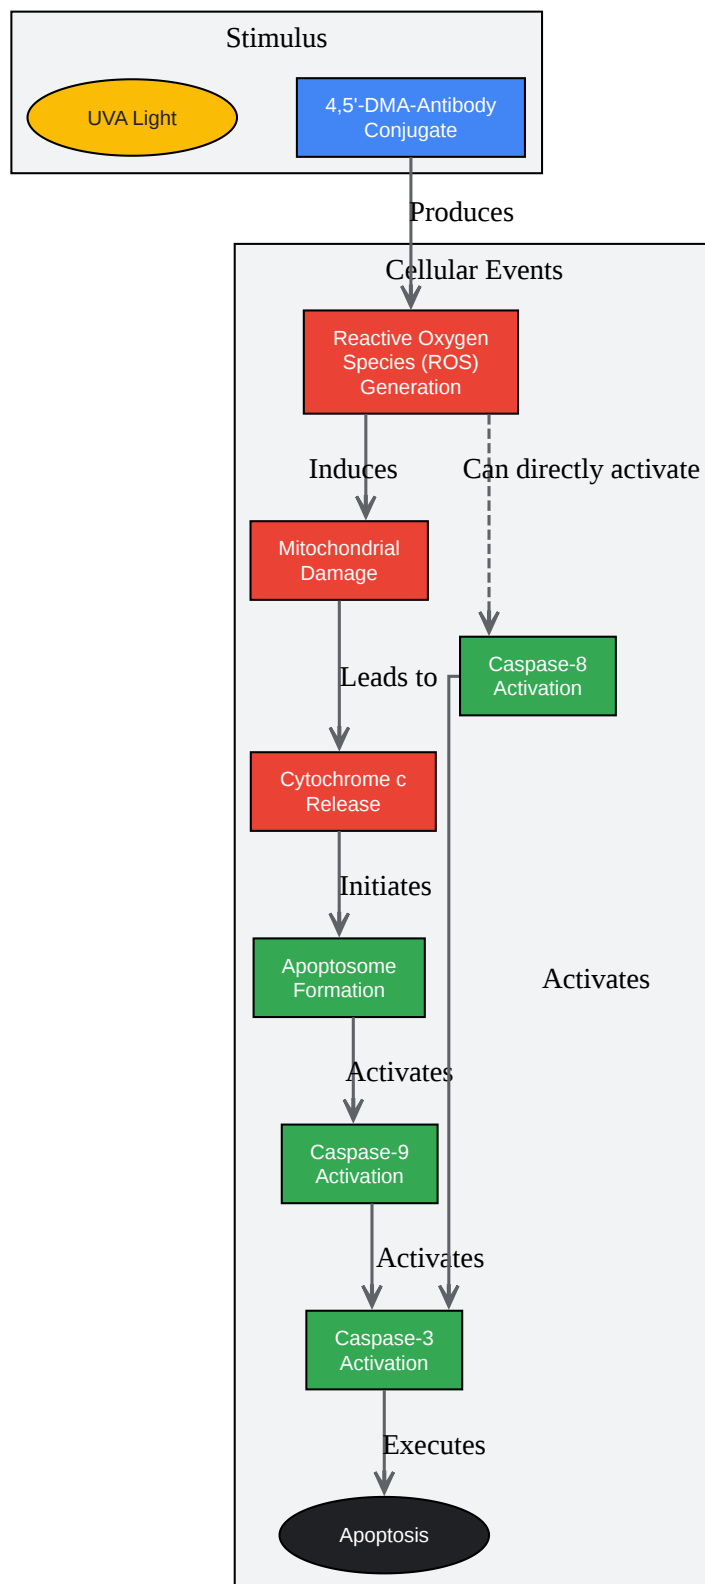 Stimulus
UVA Light
4,5'-DMA-Antibody
Conjugate
Produces
Cellular Events
Reactive Oxygen
Species (ROS)
Generation
Induces
Can directly activate
Mitochondrial
Damage
Caspase-8
Activation
Leads to
Cytochrome c
Release
Initiates
Apoptosome
Formation
Activates
Activates
Caspase-9
Activation
Activates
Caspase-3
Activation
Executes
Apoptosis